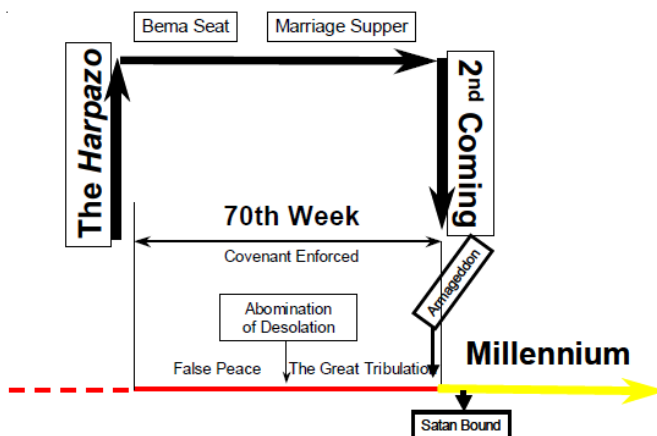 Bema Seat
Marriage Supper
The Harpazo
2nd Coming
70th Week
Covenant Enforced
Armageddon
Abomination
of Desolation
False Peace
The Great Tribulation
Millennium
Satan Bound